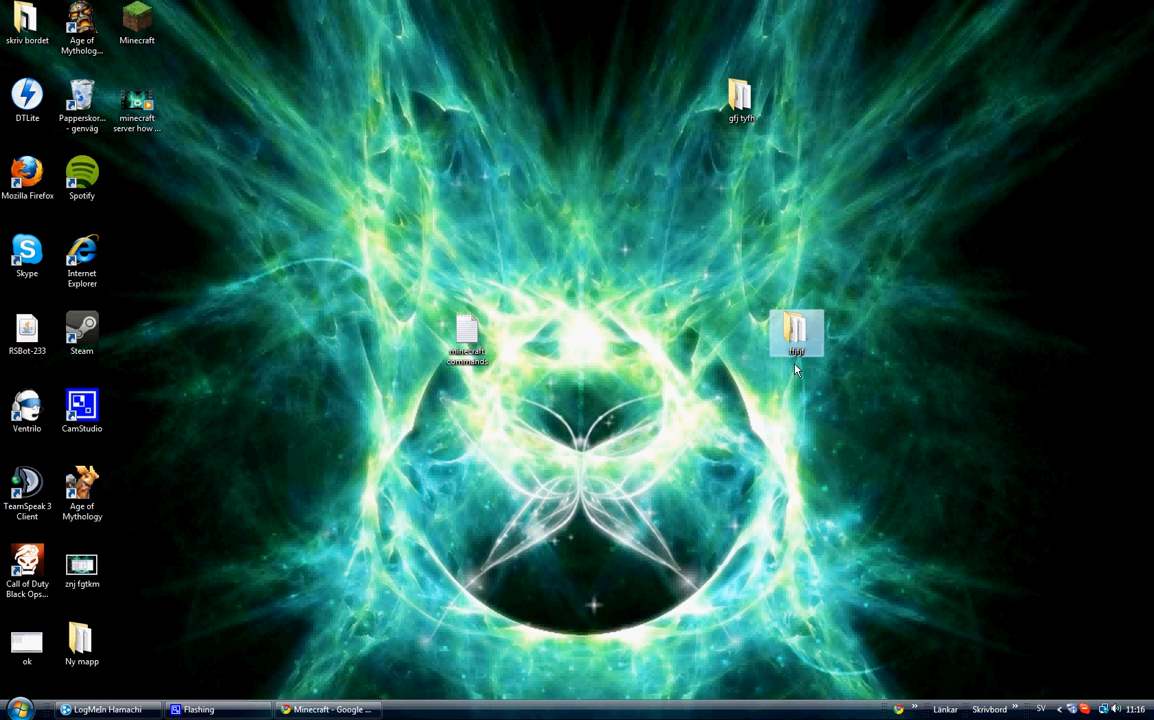 skriv bordet
Age of
Mytholog...
Minecraft
DTLite
Papperskor...
- genväg
minecraft
server how ...
gfj tyfh
Mozilla Firefox
Spotify
Skype
Internet
Explorer
RSBot-233
Steam
minecraft
commands
Ventrilo
CamStudio
TeamSpeak 3
Client
Age of
Mythology
Call of Duty
Black Ops...
znj fgtkm
ok
Ny mapp
LogMeIn Hamachi
Flashing
Minecraft - Google ...
Länkar
Skrivbord
SV
11:16